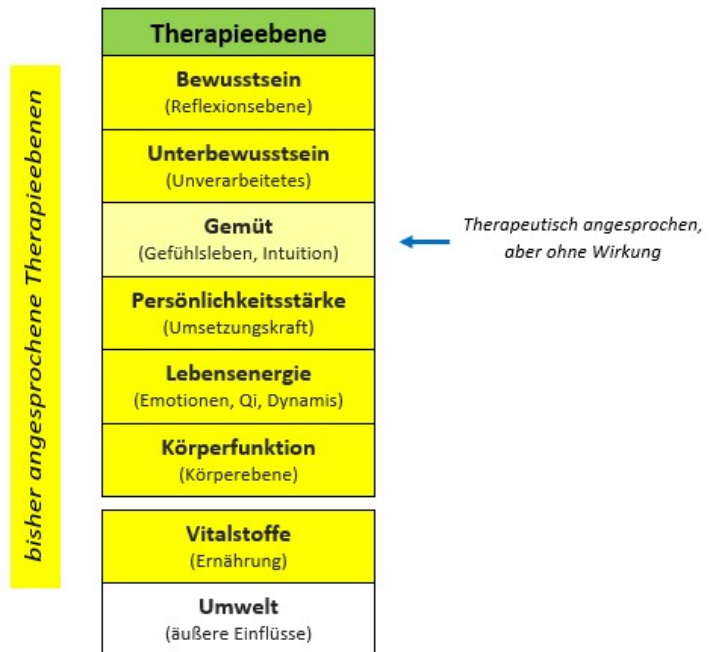 Therapieebene
Bewusstsein
(Reflexionsebene)
Unterbewusstsein
(Unverarbeitetes)
Gemüt
(Gefühlsleben, Intuition)
Persönlichkeitsstärke
(Umsetzungskraft)
Lebensenergie
(Emotionen, Qi, Dynamis)
Körperfunktion
(Körperebene)
Vitalstoffe
(Ernährung)
Umwelt
(äußere Einflüsse)
bisher angesprochene Therapieebenen
Therapeutisch angesprochen,
aber ohne Wirkung